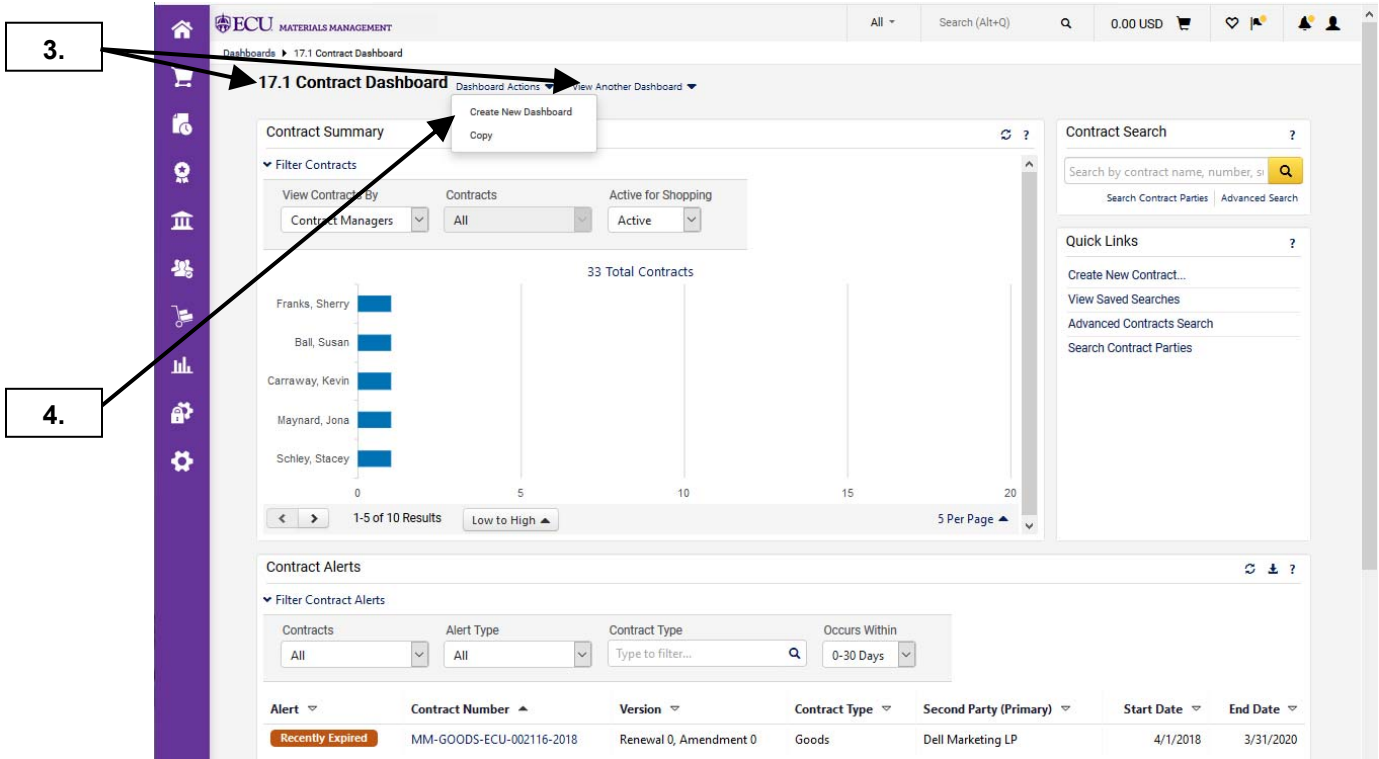 ECU MATERIALS MANAGEMENT
All
Search (Alt+Q)
0.00 USD
3.
Dashboards 17.1 Contract Dashboard
17.1 Contract Dashboard Dashboard Actions View Another Dashboard
Create New Dashboard
Copy
Contract Summary ?
Filter Contracts
View Contracts By Contracts Active for Shopping
Contract Managers All Active
33 Total Contracts
Franks, Sherry
Ball, Susan
Carraway, Kevin
Maynard, Jona
Schley, Stacey
0 5 10 15 20
1-5 of 10 Results Low to High 5 Per Page
4.
Contract Search ?
Search by contract name, number, su
Search Contract Parties Advanced Search
Quick Links ?
Create New Contract...
View Saved Searches
Advanced Contracts Search
Search Contract Parties
Contract Alerts ?
Filter Contract Alerts
Contracts Alert Type Contract Type Occurs Within
All All Type to filter... 0-30 Days
Alert Contract Number Version Contract Type Second Party (Primary) Start Date End Date
Recently Expired MM-GOODS-ECU-002116-2018 Renewal 0, Amendment 0 Goods Dell Marketing LP 4/1/2018 3/31/2020